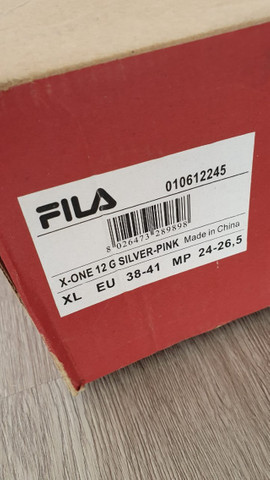 FILA 010612245
8 026473 289898
X-ONE 12 G SILVER-PINK Made in China
XL EU 38-41 MP 24-26,5